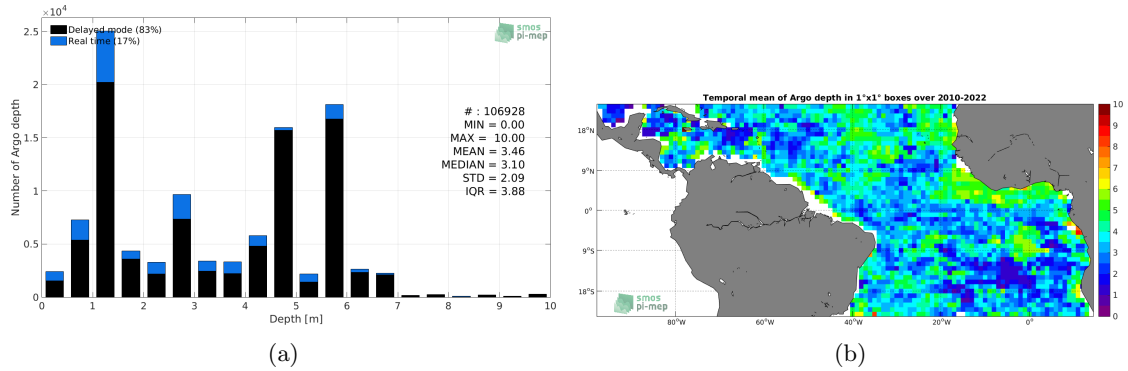 ×10⁴
2.5
2
1.5
1
0.5
0
Number of Argo depth
Delayed mode (83%)
Real time (17%)
smos
pi-mep
# : 106928
MIN = 0.00
MAX = 10.00
MEAN = 3.46
MEDIAN = 3.10
STD = 2.09
IQR = 3.88
0 1 2 3 4 5 6 7 8 9 10
Depth [m]
(a)
Temporal mean of Argo depth in 1°x1° boxes over 2010-2022
18°N
9°N
0°
9°S
18°S
smos
pi-mep
80°W 60°W 40°W 20°W 0°
10
9
8
7
6
5
4
3
2
1
0
(b)